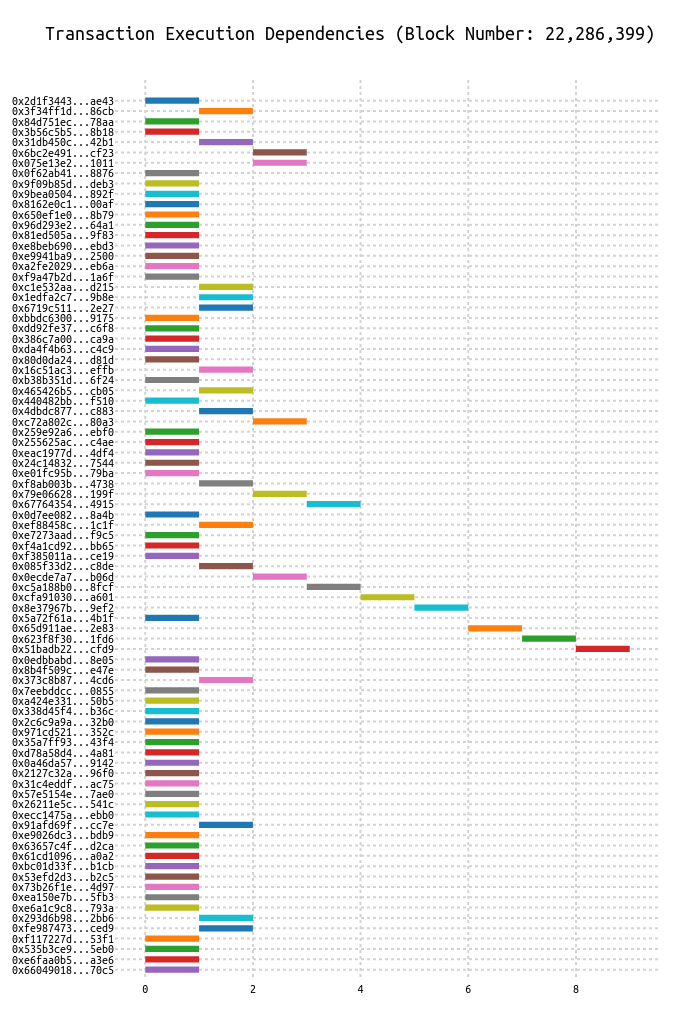 Transaction Execution Dependencies (Block Number: 22,286,399)
0x2d1f3443...ae43
0x3f34ff1d...86cb
0x84d751ec...78aa
0x3b56c5b5...8b18
0x31db450c...42b1
0x6bc2e491...cf23
0x075e13e2...1011
0x0f62ab41...8876
0x9f09b85d...deb3
0x9bea0504...892f
0x8162e0c1...00af
0x650ef1e0...8b79
0x96d293e2...64a1
0x81ed505a...9f83
0xe8beb690...ebd3
0xe9941ba9...2500
0xa2fe2029...eb6a
0xf9a47b2d...1a6f
0xc1e532aa...d215
0x1edfa2c7...9b8e
0x6719c511...2e27
0xbbdc6300...9175
0xdd92fe37...c6f8
0x386c7a00...ca9a
0xda4f4b63...c4c9
0x80d0da24...d81d
0x16c51ac3...effb
0xb38b351d...6f24
0x465426b5...cb05
0x440482bb...f510
0x4dbdc877...c883
0xc72a802c...80a3
0x259e92a6...ebf0
0x255625ac...c4ae
0xeac1977d...4df4
0x24c14832...7544
0xe01fc95b...79ba
0xf8ab003b...4738
0x79e06628...199f
0x67764354...4915
0x0d7ee082...8a4b
0xef88458c...1c1f
0xe7273aad...f9c5
0xf4a1cd92...bb65
0xf385011a...ce19
0x085f33d2...c8de
0x0ecde7a7...b06d
0xc5a188b0...8fcf
0xcfa91030...a601
0x8e37967b...9ef2
0x5a72f61a...4b1f
0x65d911ae...2e83
0x623f8f30...1fd6
0x51badb22...cfd9
0x0edbbabd...8e05
0x8b4f509c...e47e
0x373c8b87...4cd6
0x7eebddcc...0855
0xa424e331...50b5
0x338d45f4...b36c
0x2c6c9a9a...32b0
0x971cd521...352c
0x35a7ff93...43f4
0xd78a58d4...4a81
0x0a46da57...9142
0x2127c32a...96f0
0x31c4eddf...ac75
0x57e5154e...7ae0
0x26211e5c...541c
0xecc1475a...ebb0
0x91afd69f...cc7e
0xe9026dc3...bdb9
0x63657c4f...d2ca
0x61cd1096...a0a2
0xbc01d33f...b1cb
0x53efd2d3...b2c5
0x73b26f1e...4d97
0xea150e7b...5fb3
0xe6a1c9c8...793a
0x293d6b98...2bb6
0xfe987473...ced9
0xf117227d...53f1
0x535b3ce9...5eb0
0xe6faa0b5...a3e6
0x66049018...70c5
0 2 4 6 8